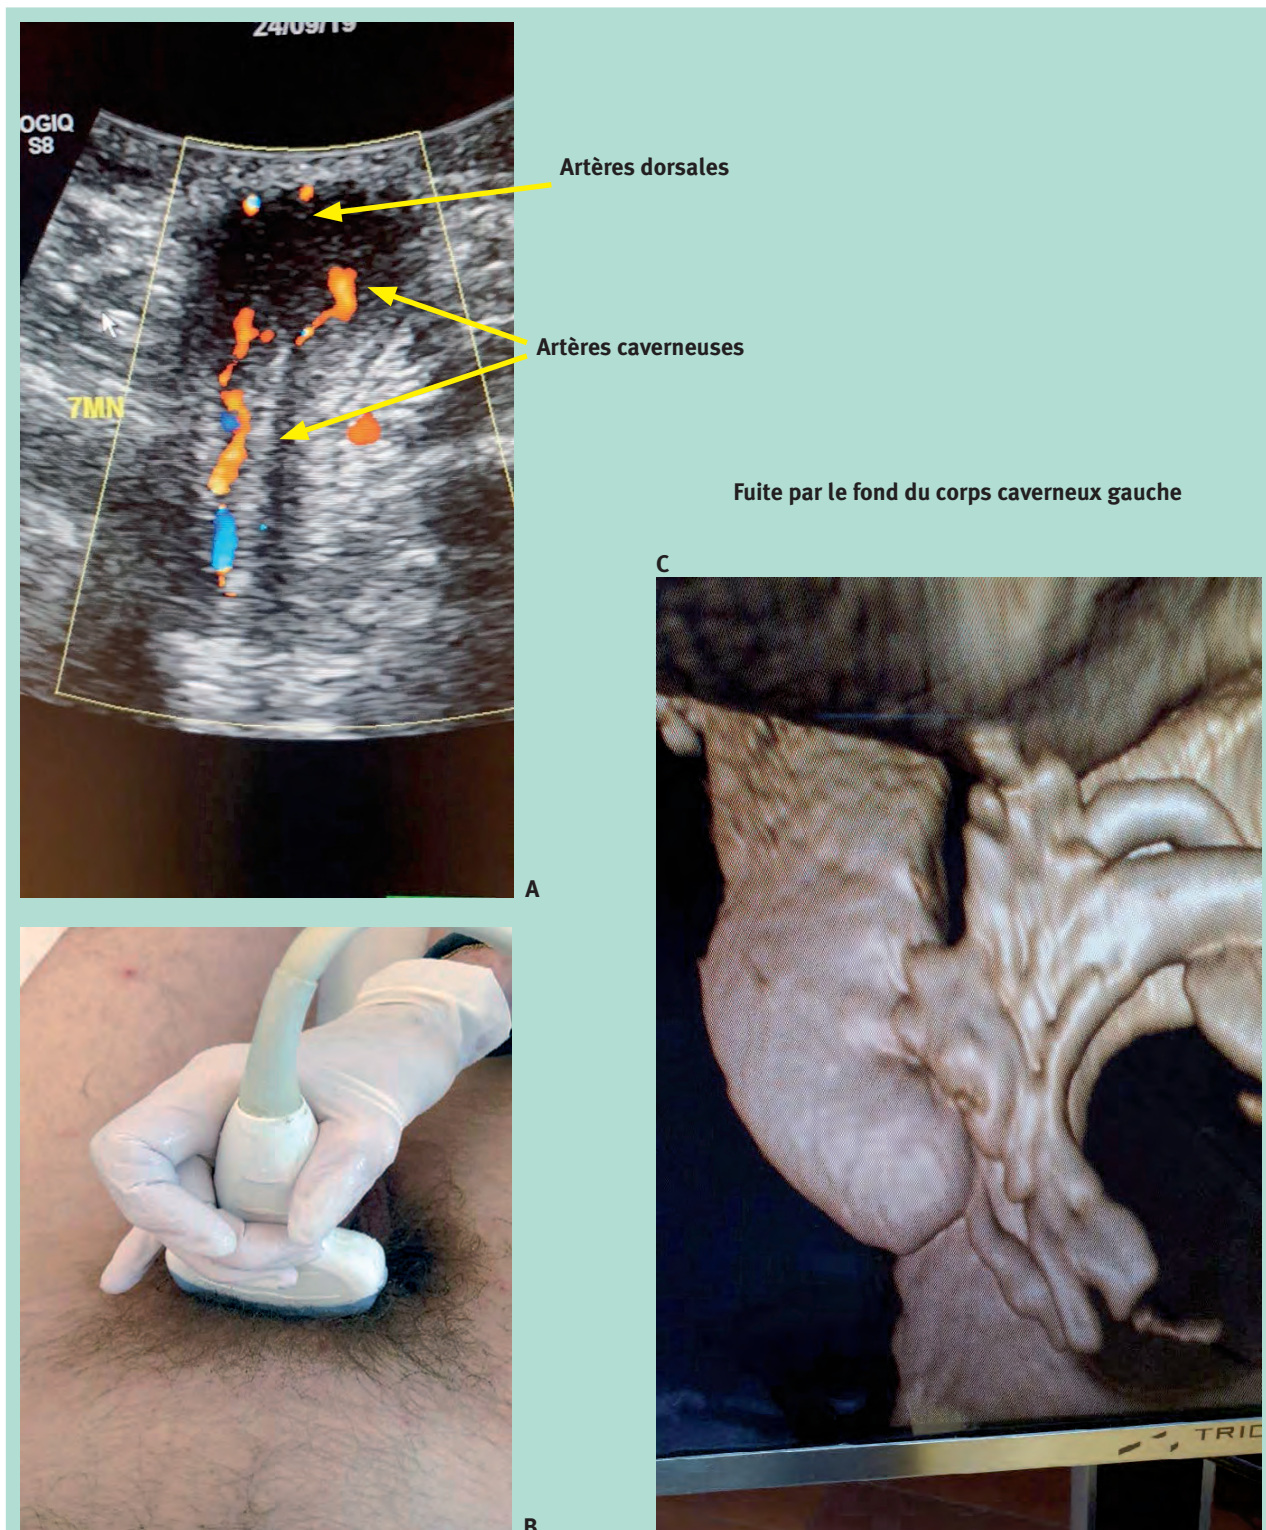 24/09/19
OGIQ
S8
Artères dorsales
Artères caverneuses
7MN
Fuite par le fond du corps caverneux gauche
C
A
TRIC
B